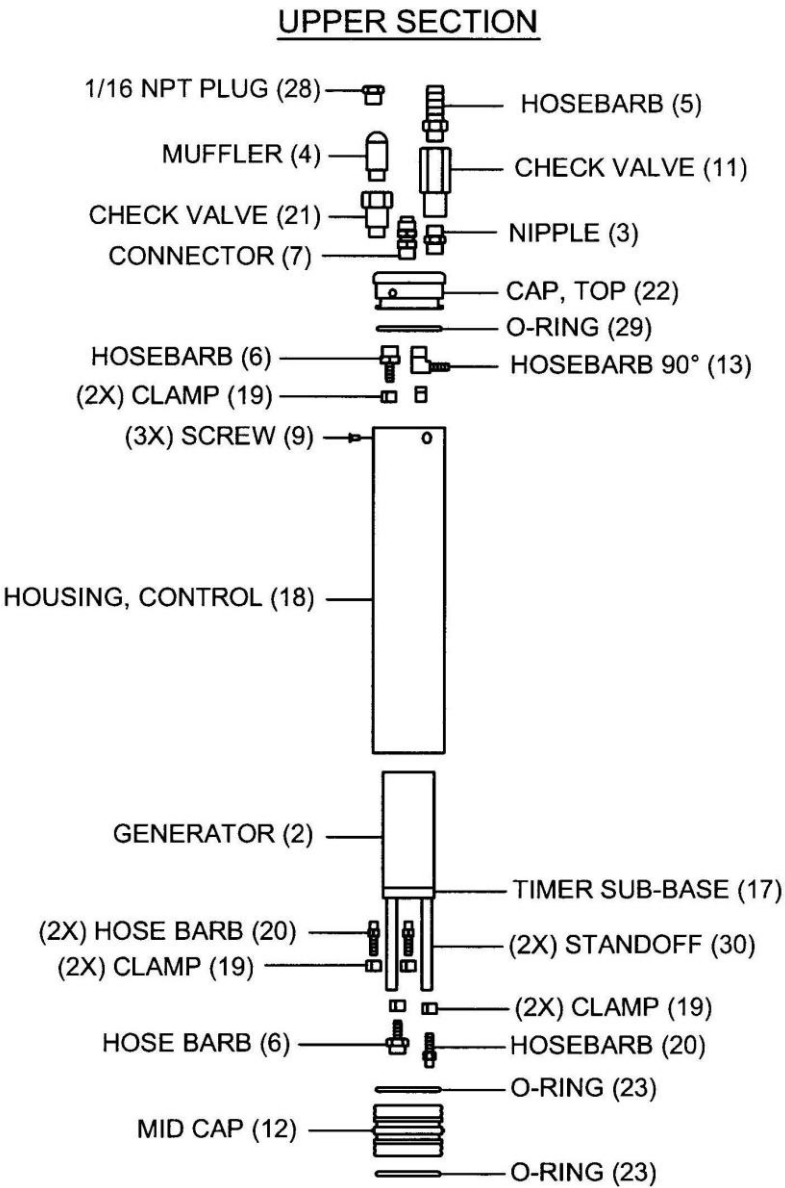 UPPER SECTION
1/16 NPT PLUG (28)
HOSEBARB (5)
MUFFLER (4)
CHECK VALVE (11)
CHECK VALVE (21)
NIPPLE (3)
CONNECTOR (7)
CAP, TOP (22)
O-RING (29)
HOSEBARB (6)
HOSEBARB 90° (13)
(2X) CLAMP (19)
(3X) SCREW (9)
HOUSING, CONTROL (18)
GENERATOR (2)
TIMER SUB-BASE (17)
(2X) HOSE BARB (20)
(2X) STANDOFF (30)
(2X) CLAMP (19)
(2X) CLAMP (19)
HOSE BARB (6)
HOSEBARB (20)
O-RING (23)
MID CAP (12)
O-RING (23)